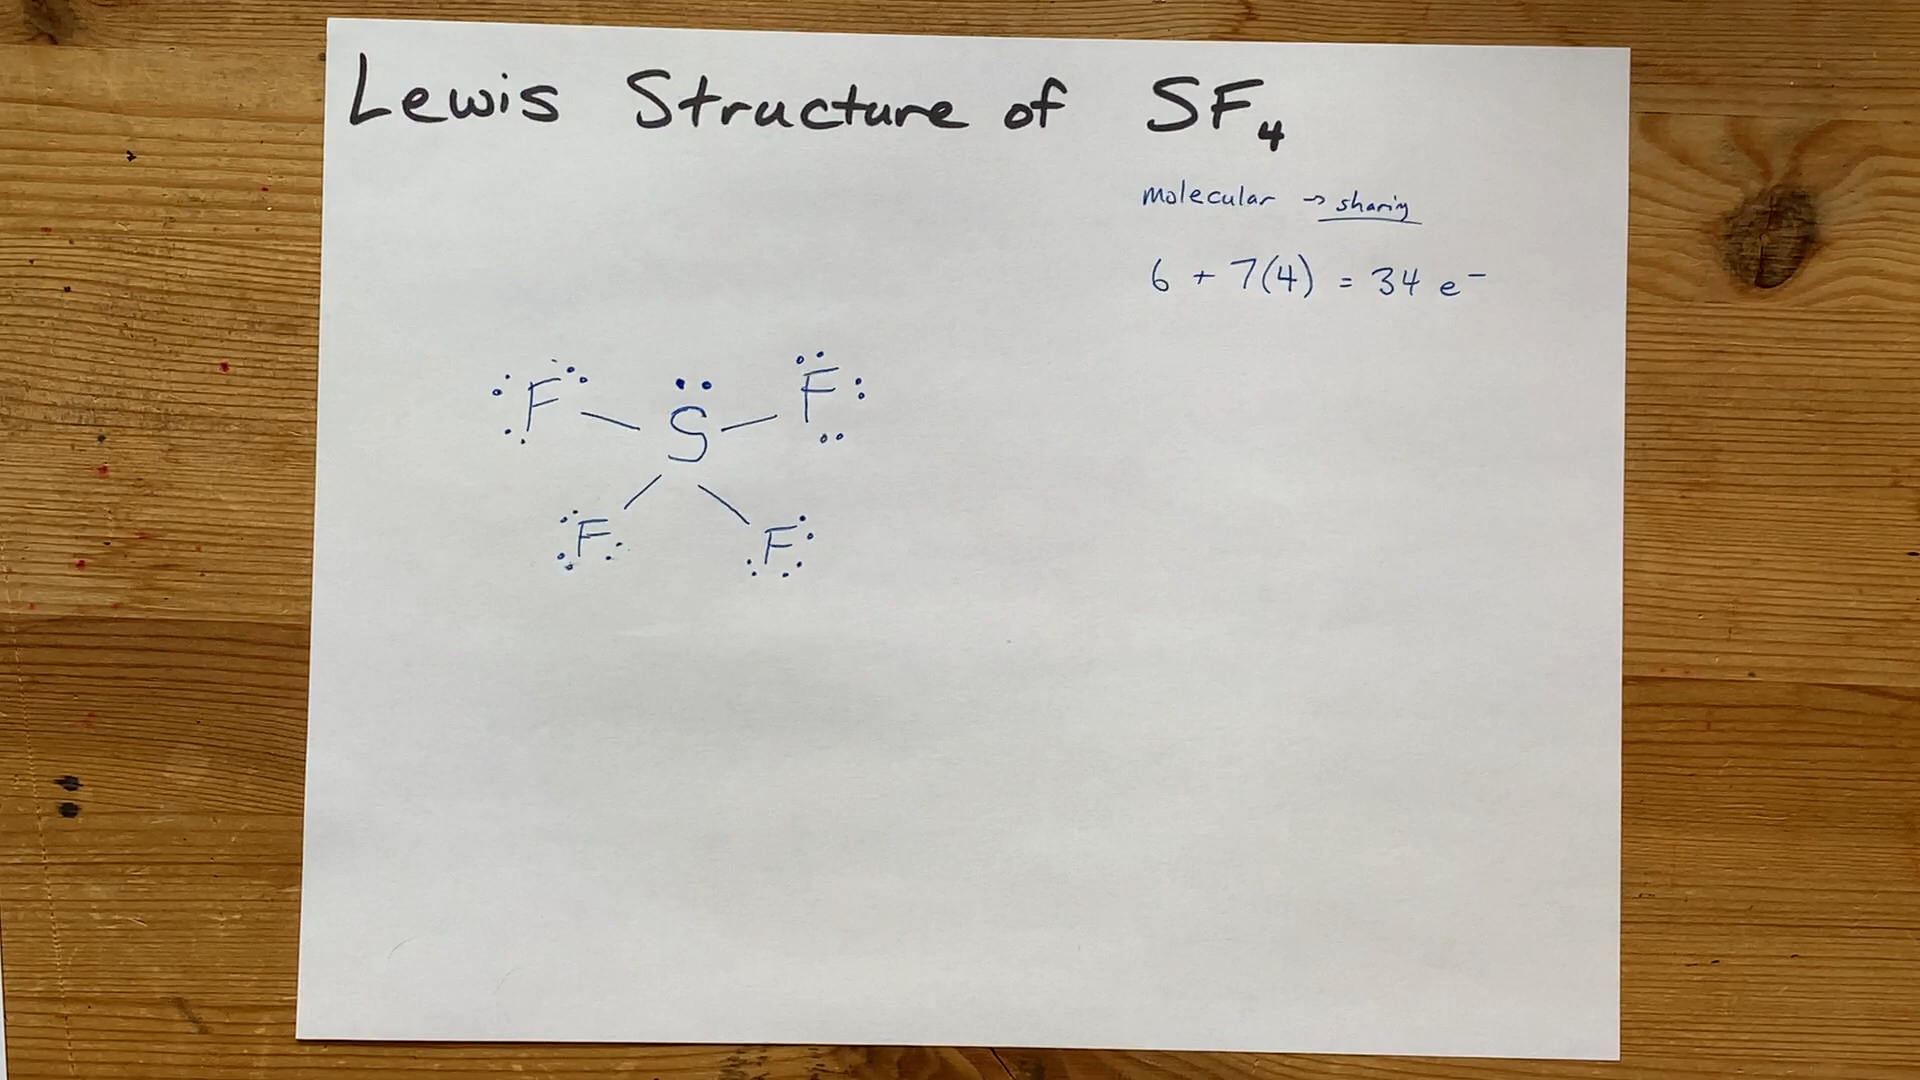 Lewis Structure of SF₄
molecular → sharing
6 + 7(4) = 34 e⁻
F S F
F F